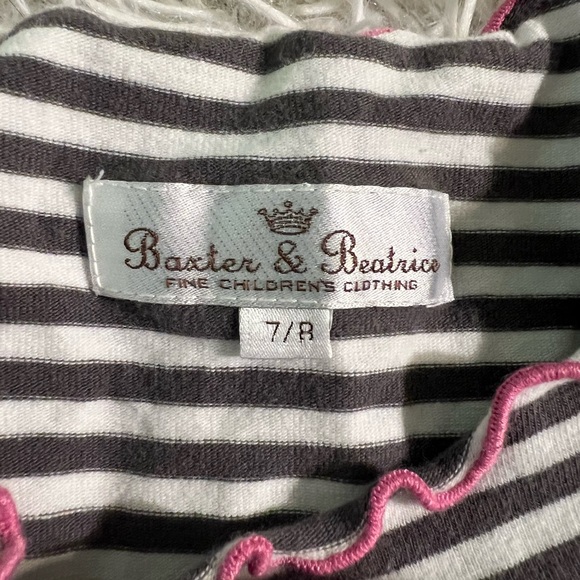 Baxter & Beatrice
FINE CHILDREN'S CLOTHING
7/8